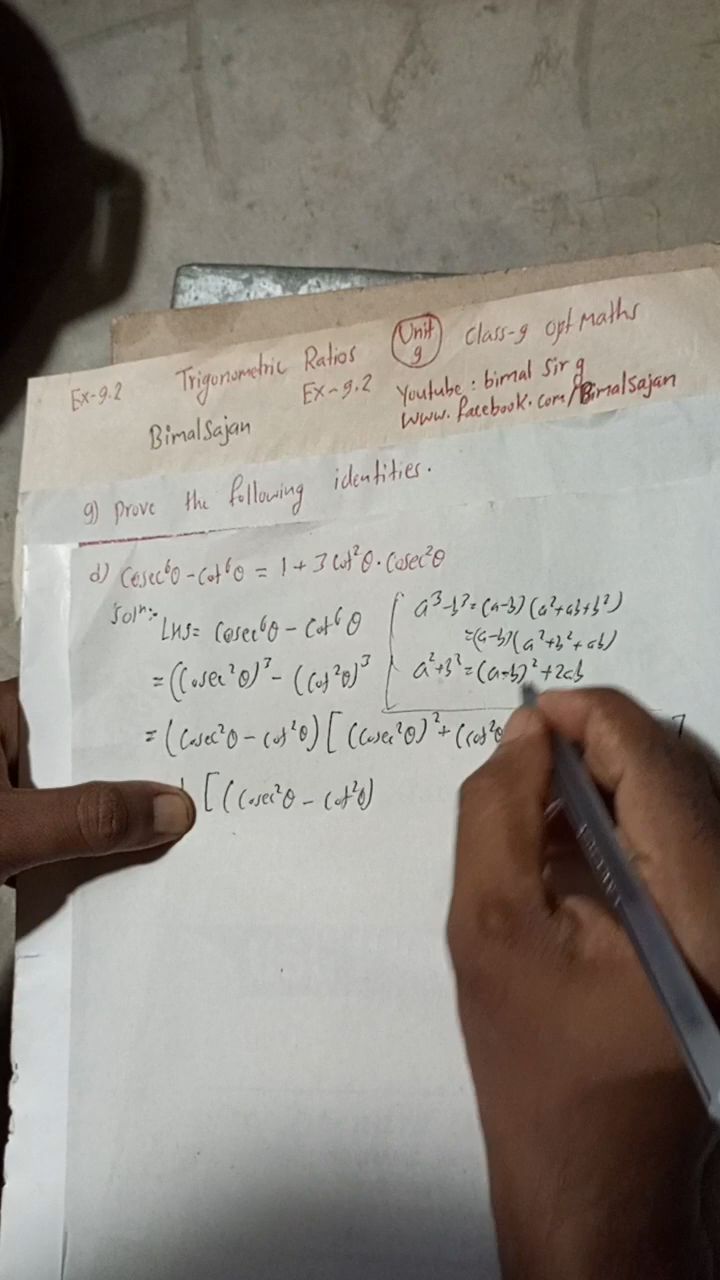 Ex-9.2 Trigonometric Ratios Unit 9 Class-9 Opt Maths
BimalSajan Ex-9.2 Youtube : bimal Sir g
www.facebook.com/BimalSajan
9) prove the following identities.
d) Cosec⁶θ - cot⁶θ = 1 + 3 Cot²θ · Cosec²θ
Solⁿ:-
LHS = Cosec⁶θ - Cot⁶θ
= (Cosec²θ)³ - (Cot²θ)³
a³-b³ = (a-b) (a²+ab+b²)
= (a-b) (a²+b²+ab)
a²+b² = (a-b)² + 2ab
= (Cosec²θ - cot²θ) [ (Cosec²θ)² + (cot²θ ]
[ (Cosec²θ - Cot²θ)